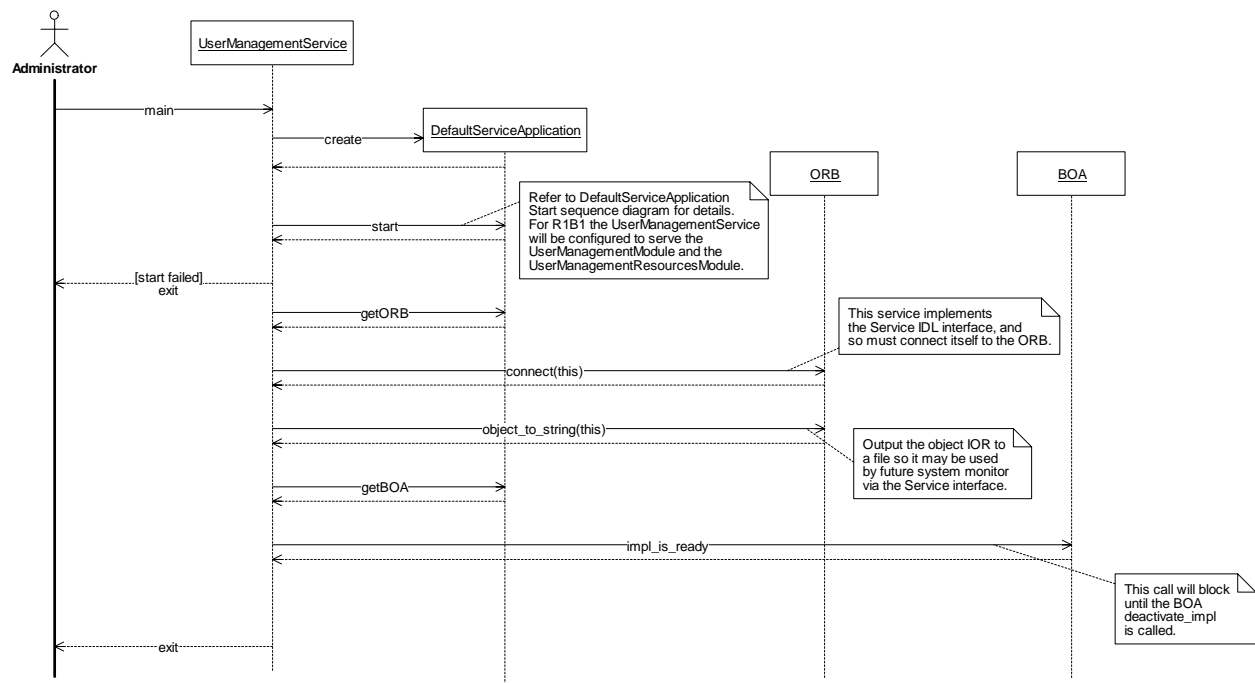 UserManagementService
Administrator
main
DefaultServiceApplication
create
ORB
BOA
Refer to DefaultServiceApplication
Start sequence diagram for details.
For R1B1 the UserManagementService
will be configured to serve the
UserManagementModule and the
UserManagementResourcesModule.
start
[start failed]
exit
getORB
This service implements
the Service IDL interface, and
so must connect itself to the ORB.
connect(this)
object_to_string(this)
Output the object IOR to
a file so it may be used
by future system monitor
via the Service interface.
getBOA
impl_is_ready
This call will block
until the BOA
deactivate_impl
is called.
exit